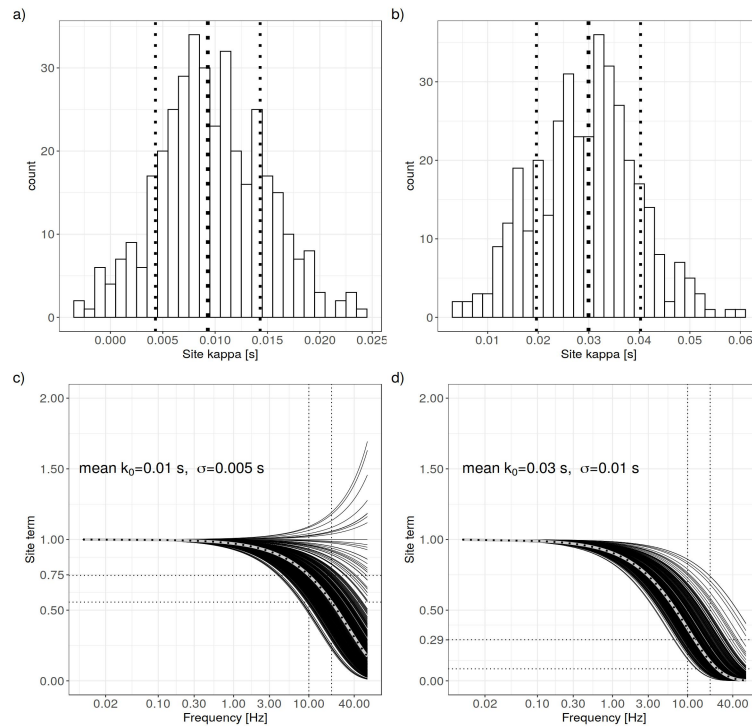 a)
30
20
10
0
count
0.000 0.005 0.010 0.015 0.020 0.025
Site kappa [s]
b)
30
20
10
0
count
0.01 0.02 0.03 0.04 0.05 0.06
Site kappa [s]
c)
2.00
1.50
1.00
0.75
0.50
0.00
Site term
mean k₀=0.01 s, σ=0.005 s
0.02 0.10 0.30 1.00 3.00 10.00 40.00
Frequency [Hz]
d)
2.00
1.50
1.00
0.50
0.29
0.00
Site term
mean k₀=0.03 s, σ=0.01 s
0.02 0.10 0.30 1.00 3.00 10.00 40.00
Frequency [Hz]